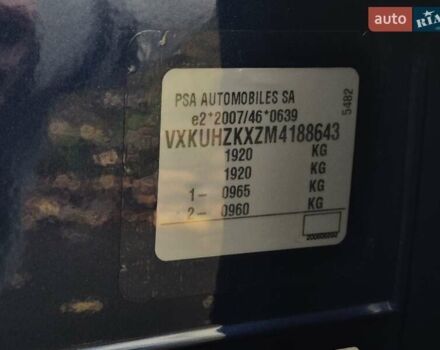 auto RIA
PSA AUTOMOBILES SA
e2*2007/46*0639
VXKUHZKXZM4188643
1920 KG
1920 KG
1– 0965 KG
2– 0960 KG
5482